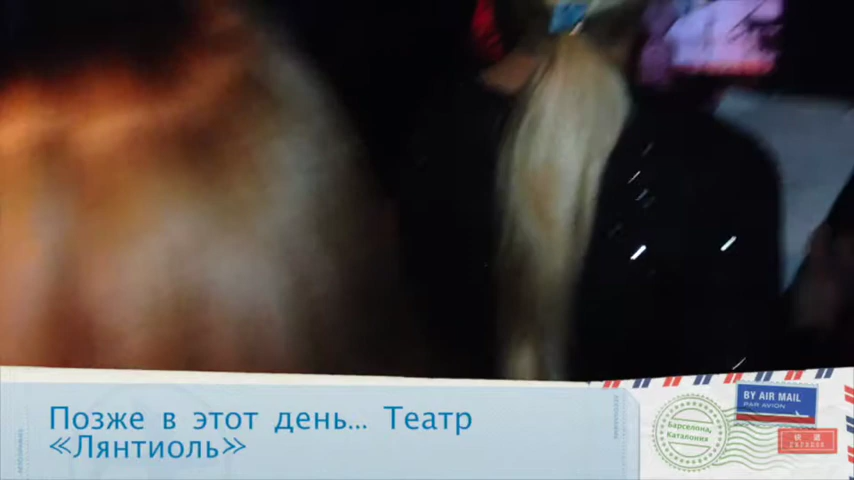 Позже в этот день... Театр
«Лянтиоль»
BY AIR MAIL
PAR AVION
Барселона,
Каталония